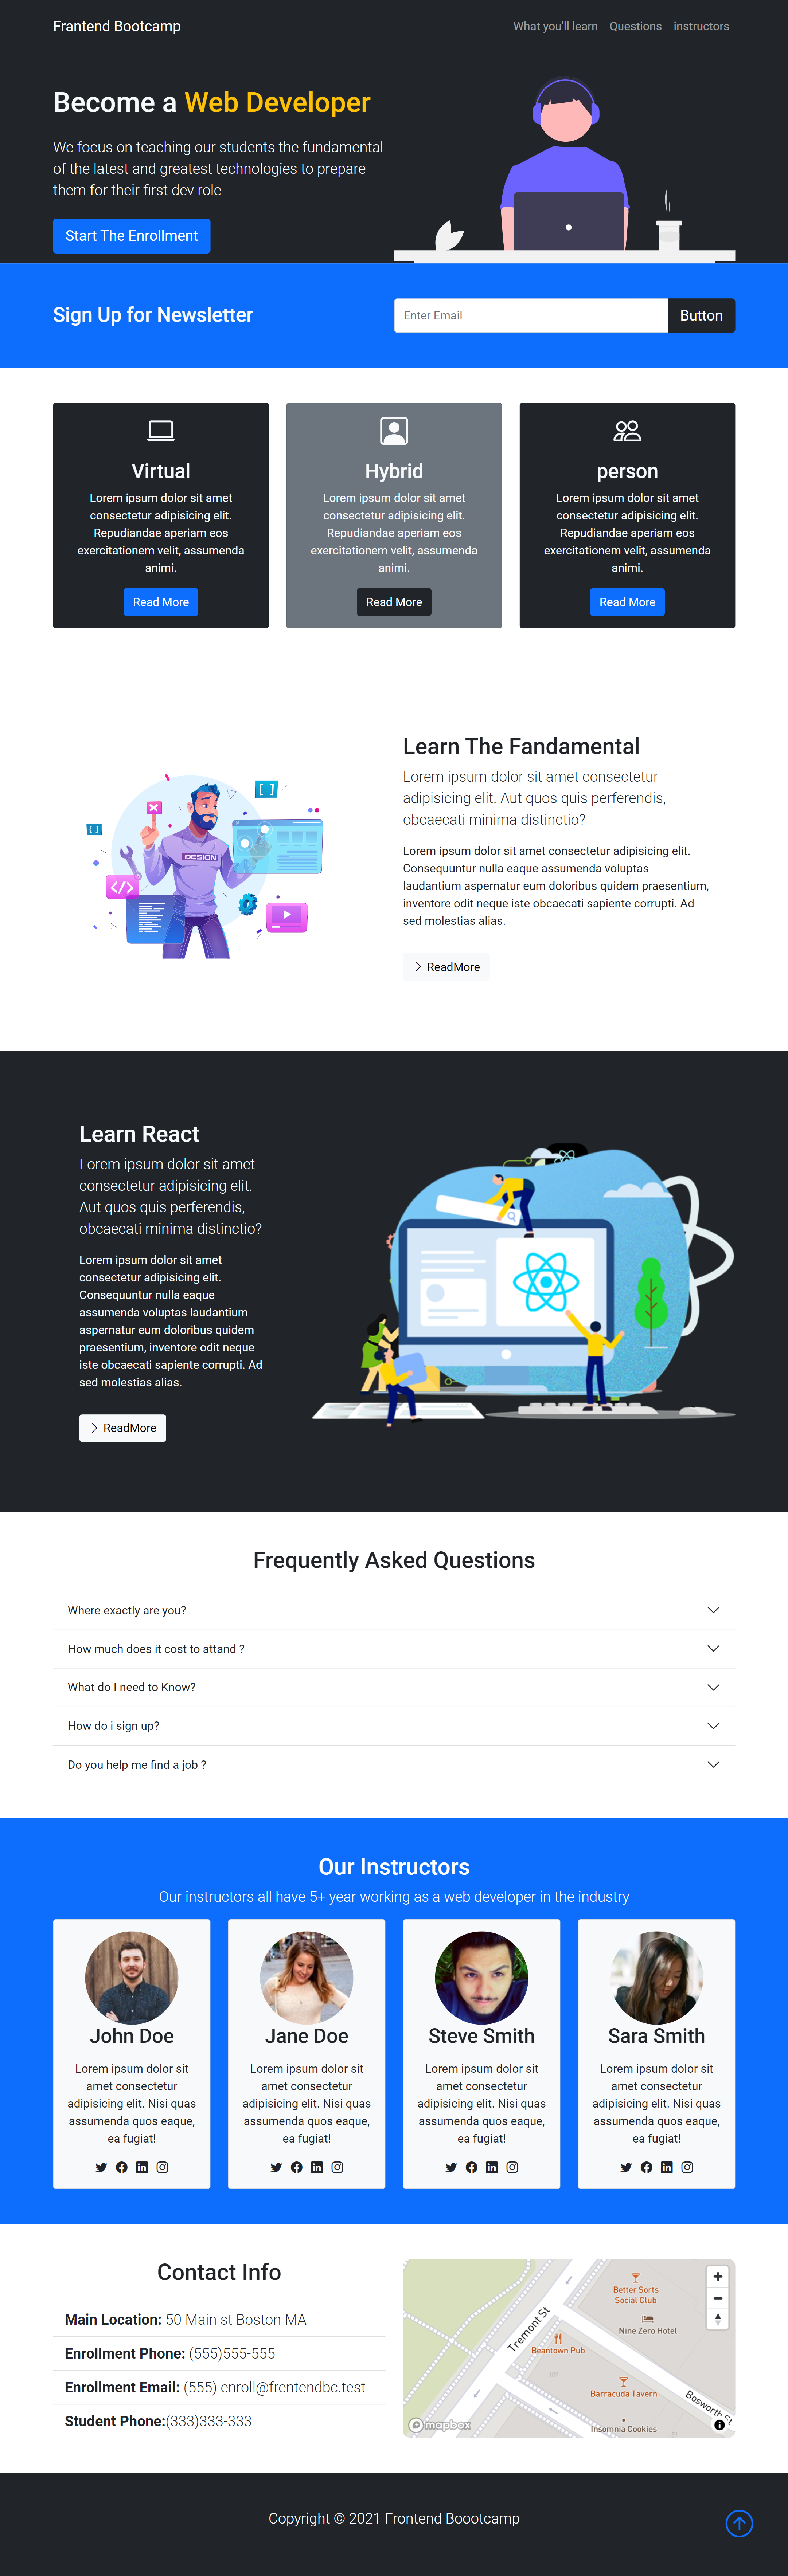 Frantend Bootcamp
What you'll learn Questions instructors
Become a Web Developer
We focus on teaching our students the fundamental
of the latest and greatest technologies to prepare
them for their first dev role
Start The Enrollment
Sign Up for Newsletter
Enter Email
Button
Virtual
Lorem ipsum dolor sit amet
consectetur adipisicing elit.
Repudiandae aperiam eos
exercitationem velit, assumenda
animi.
Read More
Hybrid
Lorem ipsum dolor sit amet
consectetur adipisicing elit.
Repudiandae aperiam eos
exercitationem velit, assumenda
animi.
Read More
person
Lorem ipsum dolor sit amet
consectetur adipisicing elit.
Repudiandae aperiam eos
exercitationem velit, assumenda
animi.
Read More
[ ]
[ ]
DESIGN
</>
Learn The Fandamental
Lorem ipsum dolor sit amet consectetur
adipisicing elit. Aut quos quis perferendis,
obcaecati minima distinctio?
Lorem ipsum dolor sit amet consectetur adipisicing elit.
Consequuntur nulla eaque assumenda voluptas
laudantium aspernatur eum doloribus quidem praesentium,
inventore odit neque iste obcaecati sapiente corrupti. Ad
sed molestias alias.
ReadMore
Learn React
Lorem ipsum dolor sit amet
consectetur adipisicing elit.
Aut quos quis perferendis,
obcaecati minima distinctio?
Lorem ipsum dolor sit amet
consectetur adipisicing elit.
Consequuntur nulla eaque
assumenda voluptas laudantium
aspernatur eum doloribus quidem
praesentium, inventore odit neque
iste obcaecati sapiente corrupti. Ad
sed molestias alias.
ReadMore
Frequently Asked Questions
Where exactly are you?
How much does it cost to attand ?
What do I need to Know?
How do i sign up?
Do you help me find a job ?
Our Instructors
Our instructors all have 5+ year working as a web developer in the industry
John Doe
Lorem ipsum dolor sit
amet consectetur
adipisicing elit. Nisi quas
assumenda quos eaque,
ea fugiat!
Jane Doe
Lorem ipsum dolor sit
amet consectetur
adipisicing elit. Nisi quas
assumenda quos eaque,
ea fugiat!
Steve Smith
Lorem ipsum dolor sit
amet consectetur
adipisicing elit. Nisi quas
assumenda quos eaque,
ea fugiat!
Sara Smith
Lorem ipsum dolor sit
amet consectetur
adipisicing elit. Nisi quas
assumenda quos eaque,
ea fugiat!
Contact Info
Main Location: 50 Main st Boston MA
Enrollment Phone: (555)555-555
Enrollment Email: (555) enroll@frentendbc.test
Student Phone:(333)333-333
Better Sorts
Social Club
Nine Zero Hotel
Tremont St
Beantown Pub
Barracuda Tavern
Bosworth St
Insomnia Cookies
mapbox
Copyright © 2021 Frontend Boootcamp